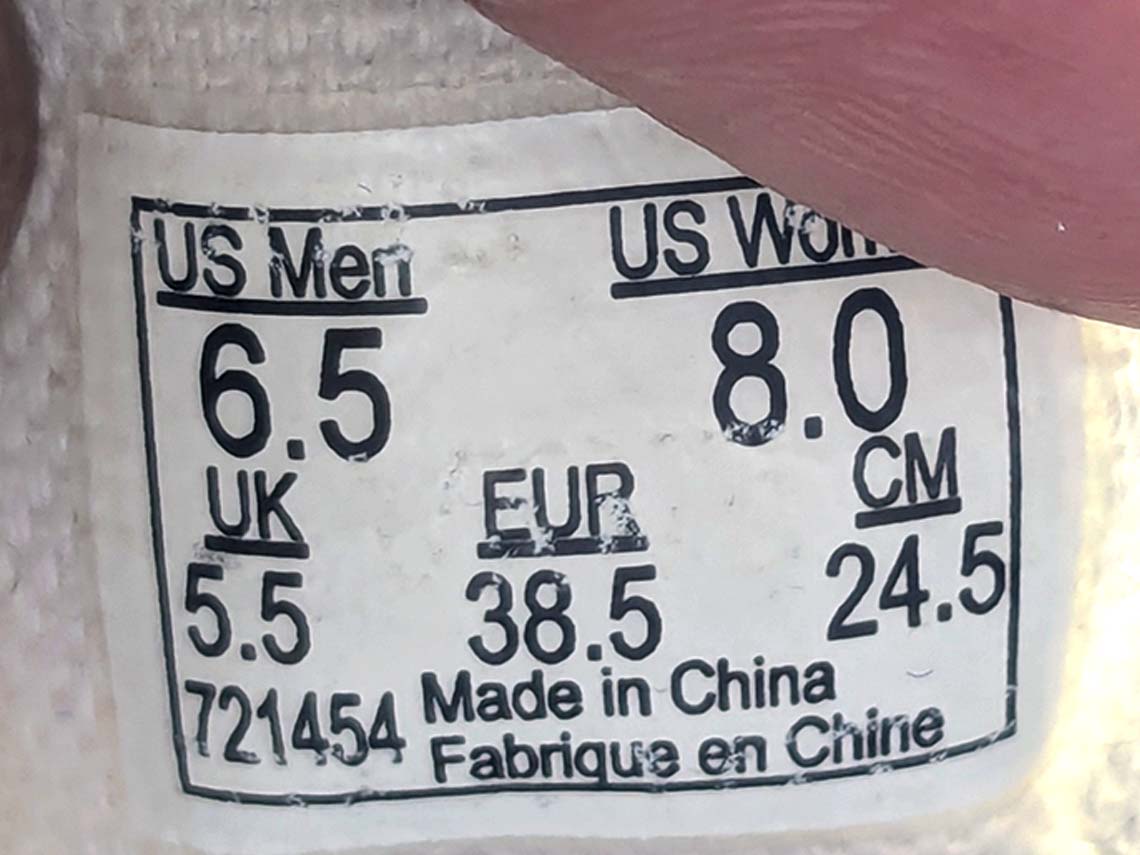 US Men US
6.5 8.0
UK EUR CM
5.5 38.5 24.5
721454 Made in China
Fabrique en Chine